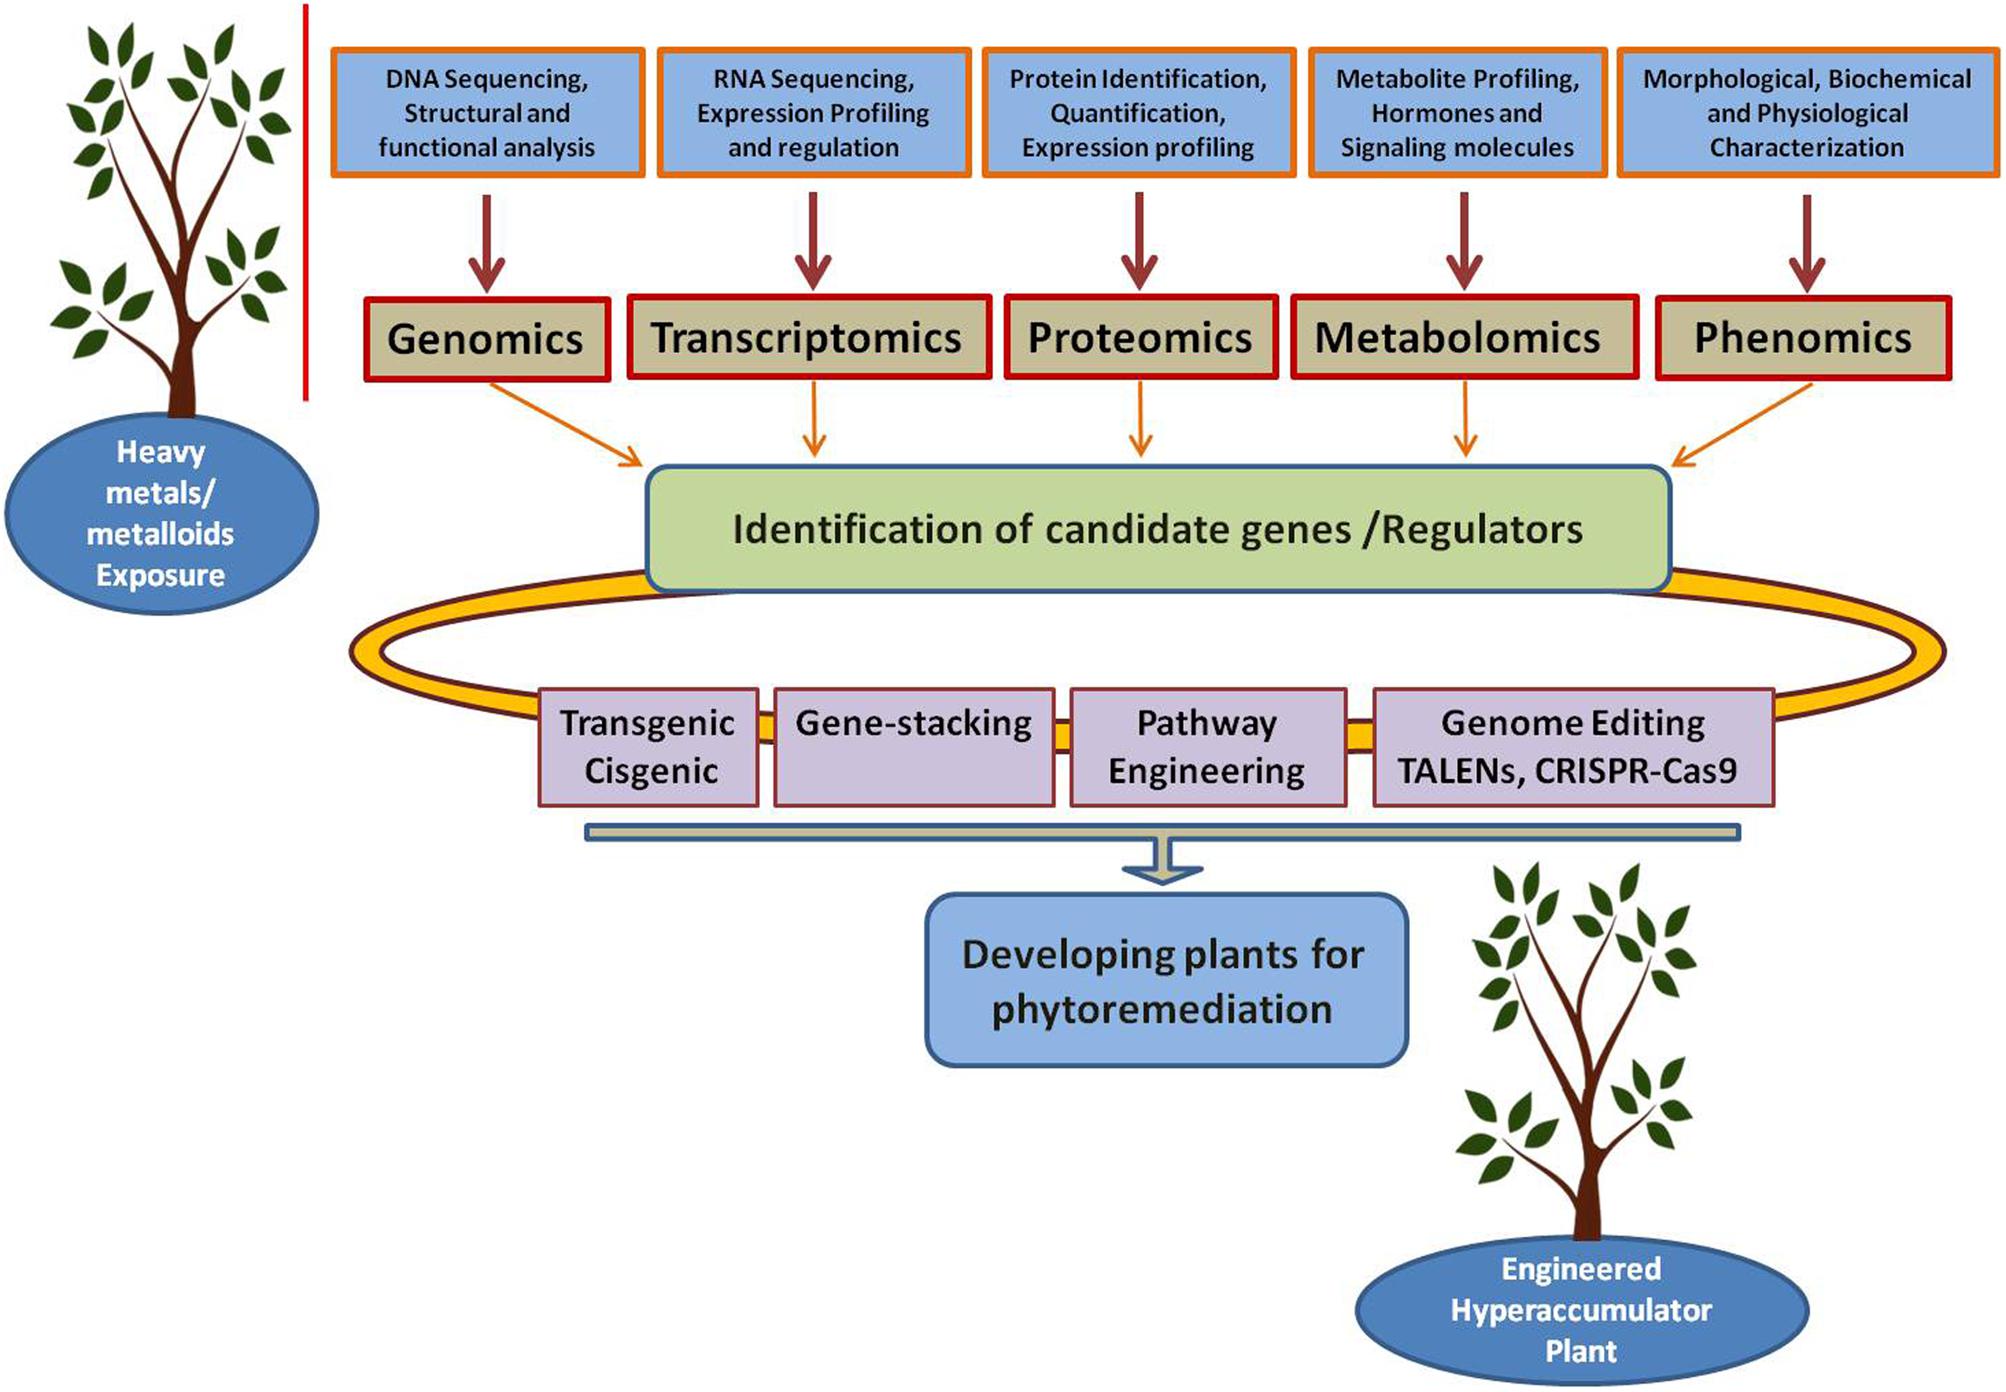 DNA Sequencing,
Structural and
functional analysis
RNA Sequencing,
Expression Profiling
and regulation
Protein Identification,
Quantification,
Expression profiling
Metabolite Profiling,
Hormones and
Signaling molecules
Morphological, Biochemical
and Physiological
Characterization
Genomics
Transcriptomics
Proteomics
Metabolomics
Phenomics
Heavy
metals/
metalloids
Exposure
Identification of candidate genes /Regulators
Transgenic
Cisgenic
Gene-stacking
Pathway
Engineering
Genome Editing
TALENs, CRISPR-Cas9
Developing plants for
phytoremediation
Engineered
Hyperaccumulator
Plant